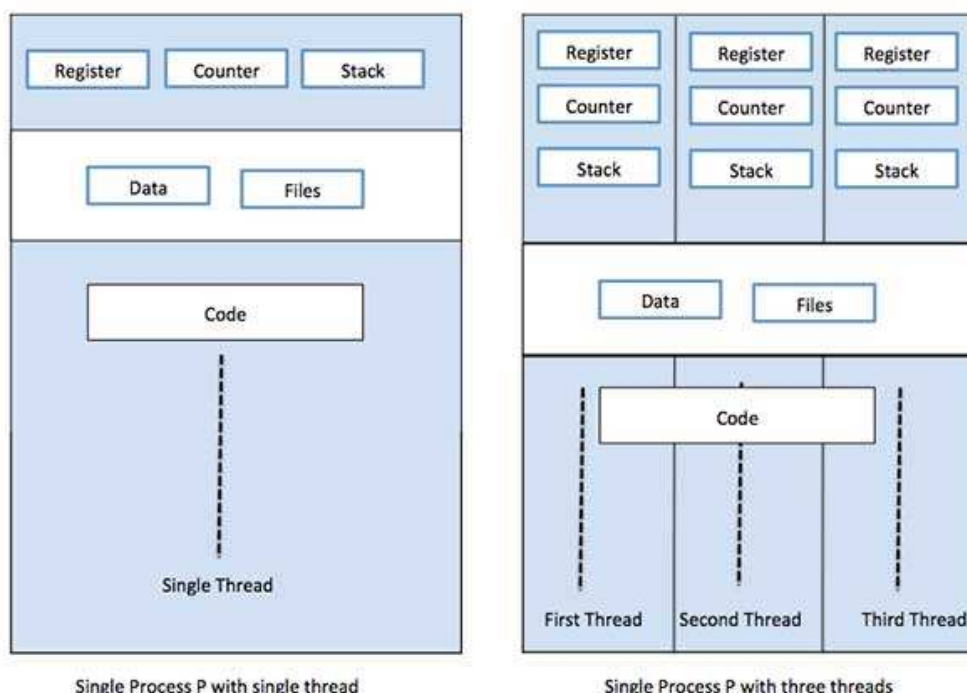 Register Counter Stack
Data Files
Code
Single Thread
Single Process P with single thread
Register Register Register
Counter Counter Counter
Stack Stack Stack
Data Files
Code
First Thread Second Thread Third Thread
Single Process P with three threads